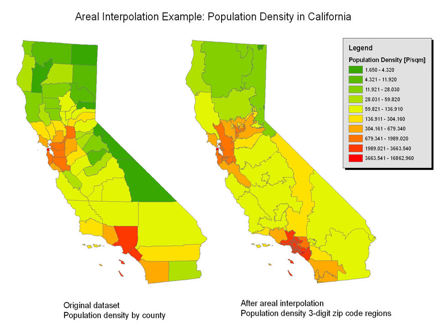 Areal Interpolation Example: Population Density in California
Legend
Population Density [P/sqm]
1.650 - 4.320
4.321 - 11.920
11.921 - 28.030
28.031 - 59.820
59.821 - 136.910
136.911 - 304.160
304.161 - 679.340
679.341 - 1989.020
1989.021 - 3663.540
3663.541 - 16862.960
Original dataset
Population density by county
After areal interpolation
Population density 3-digit zip code regions